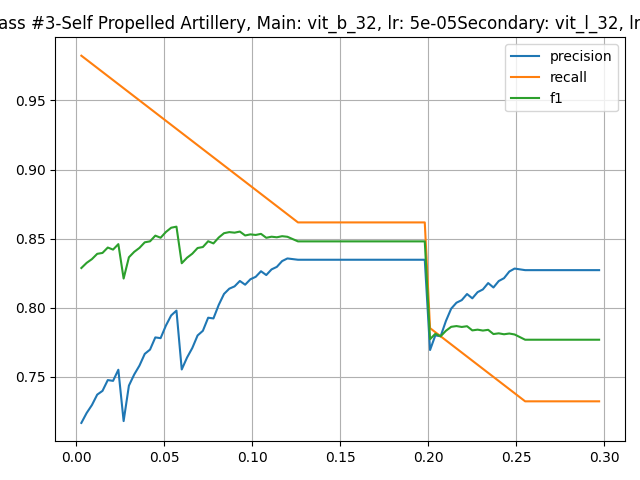 ass #3-Self Propelled Artillery, Main: vit_b_32, lr: 5e-05Secondary: vit_l_32, lr
precision
recall
f1
0.95
0.90
0.85
0.80
0.75
0.00 0.05 0.10 0.15 0.20 0.25 0.30